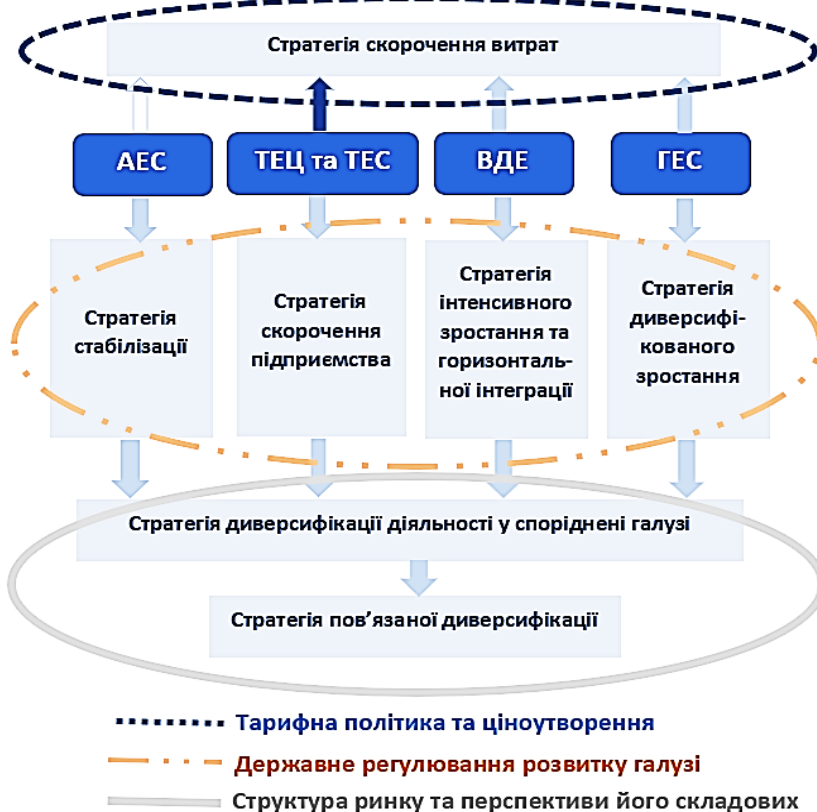 Стратегія скорочення витрат
АЕС
ТЕЦ та ТЕС
ВДЕ
ГЕС
Стратегія
стабілізації
Стратегія
скорочення
підприємства
Стратегія
інтенсивного
зростання та
горизонталь-
ної інтеграції
Стратегія
диверсифі-
кованого
зростання
Стратегія диверсифікації діяльності у споріднені галузі
Стратегія пов’язаної диверсифікації
Тарифна політика та ціноутворення
Державне регулювання розвитку галузі
Структура ринку та перспективи його складових